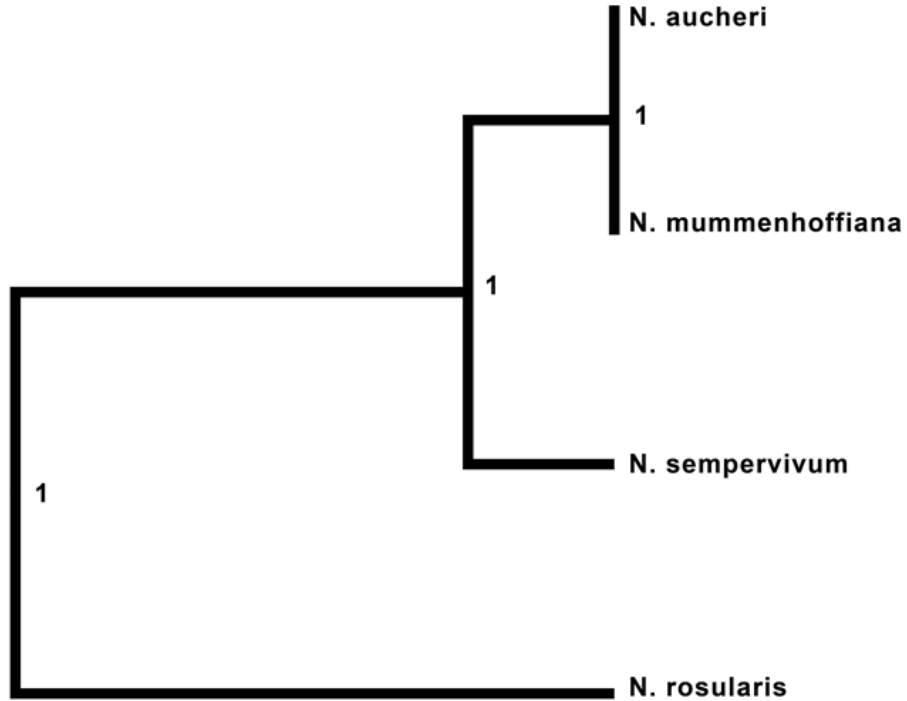 N. aucheri
1
N. mummenhoffiana
1
N. sempervivum
1
N. rosularis